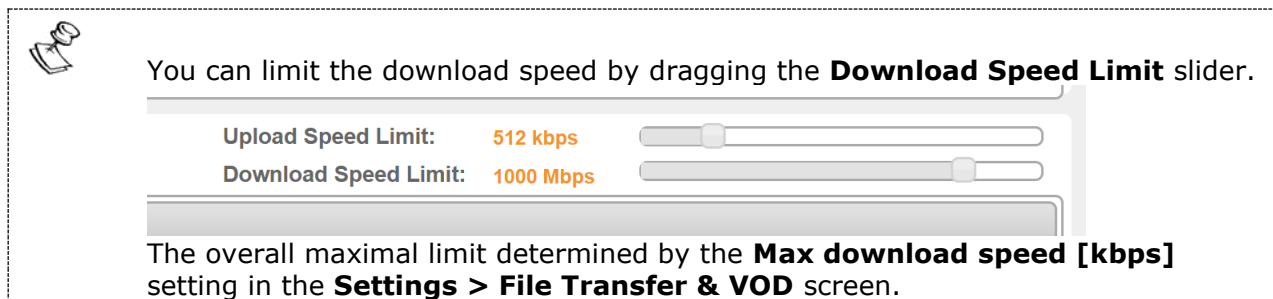 You can limit the download speed by dragging the Download Speed Limit slider.
Upload Speed Limit: 512 kbps
Download Speed Limit: 1000 Mbps
The overall maximal limit determined by the Max download speed [kbps]
setting in the Settings > File Transfer & VOD screen.